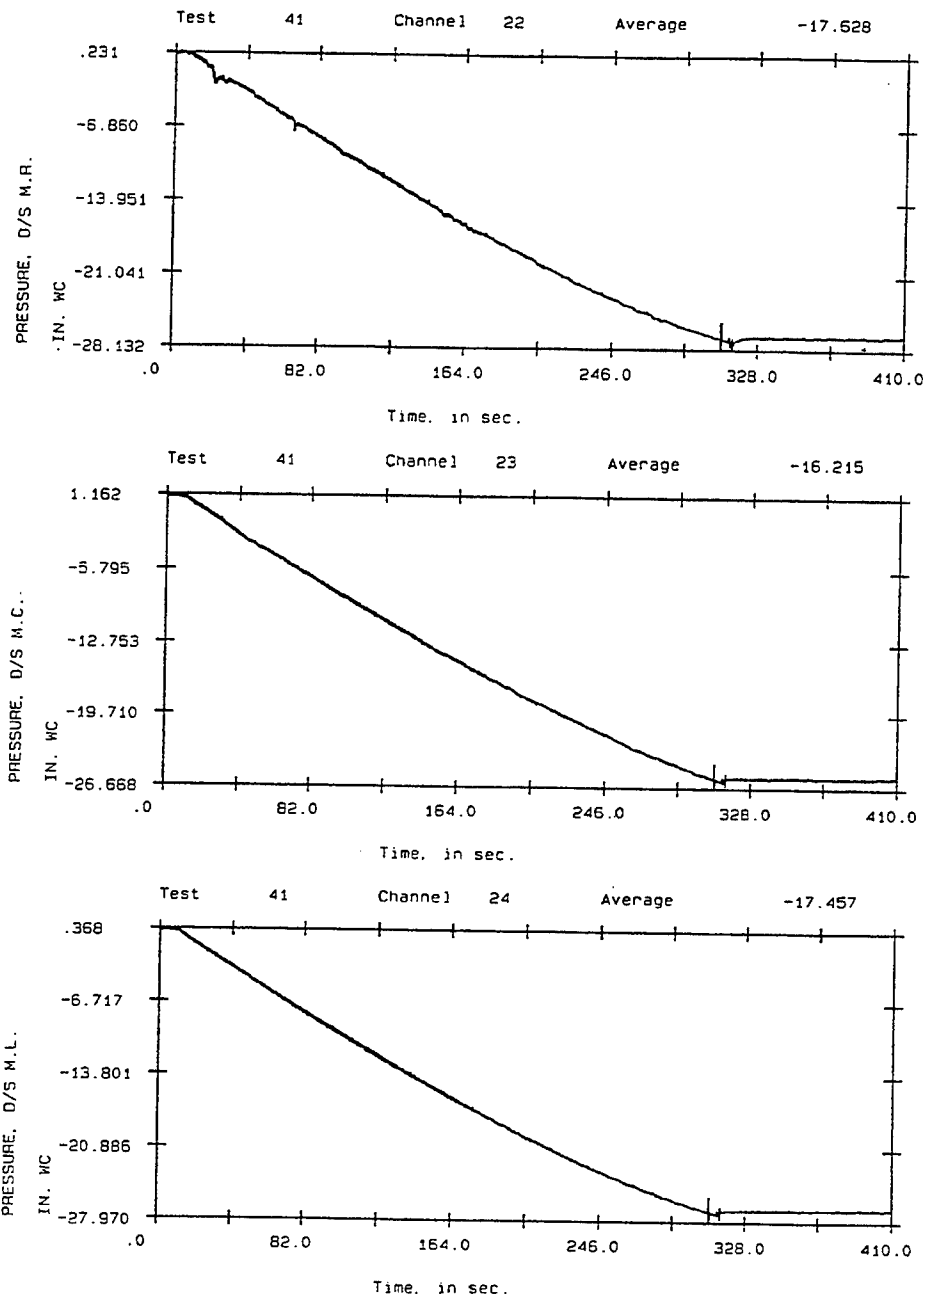 Test 41 Channel 22 Average -17.528
.231
-6.860
-13.951
-21.041
-28.132
PRESSURE, D/S M.R.
IN. WC
.0 82.0 164.0 246.0 328.0 410.0
Time, in sec.
Test 41 Channel 23 Average -16.215
1.162
-5.795
-12.753
-19.710
-26.668
PRESSURE, D/S M.C.
IN. WC
.0 82.0 164.0 246.0 328.0 410.0
Time, in sec.
Test 41 Channel 24 Average -17.457
.368
-6.717
-13.801
-20.886
-27.970
PRESSURE, D/S M.L.
IN. WC
.0 82.0 164.0 246.0 328.0 410.0
Time, in sec.